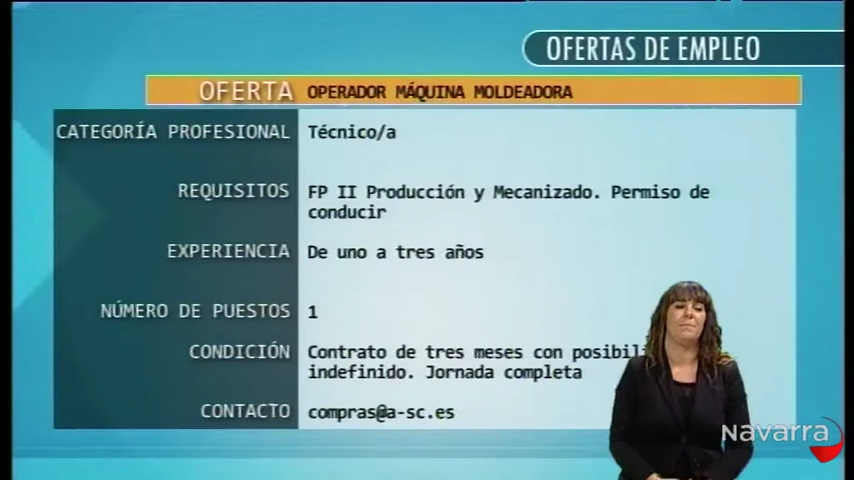 OFERTAS DE EMPLEO
OFERTA OPERADOR MÁQUINA MOLDEADORA
CATEGORÍA PROFESIONAL Técnico/a
REQUISITOS FP II Producción y Mecanizado. Permiso de
conducir
EXPERIENCIA De uno a tres años
NÚMERO DE PUESTOS 1
CONDICIÓN Contrato de tres meses con
indefinido. Jornada completa
CONTACTO compras@a-sc.es
Navarra